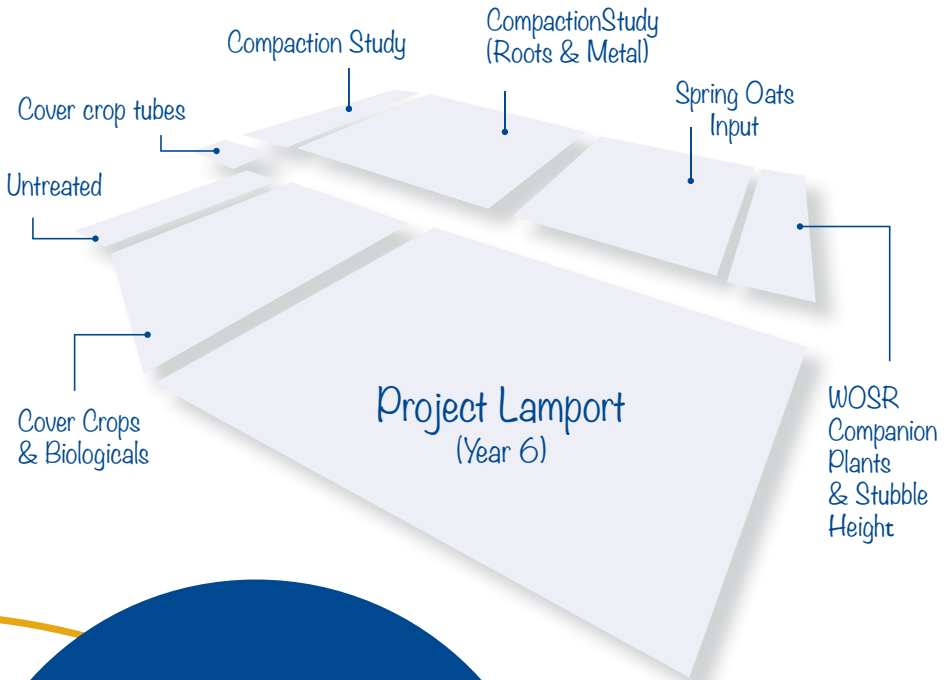 CompactionStudy
(Roots & Metal)
Compaction Study
Spring Oats
Input
Cover crop tubes
Untreated
Project Lamport
(Year 6)
Cover Crops
& Biologicals
WOSR
Companion
Plants
& Stubble
Height